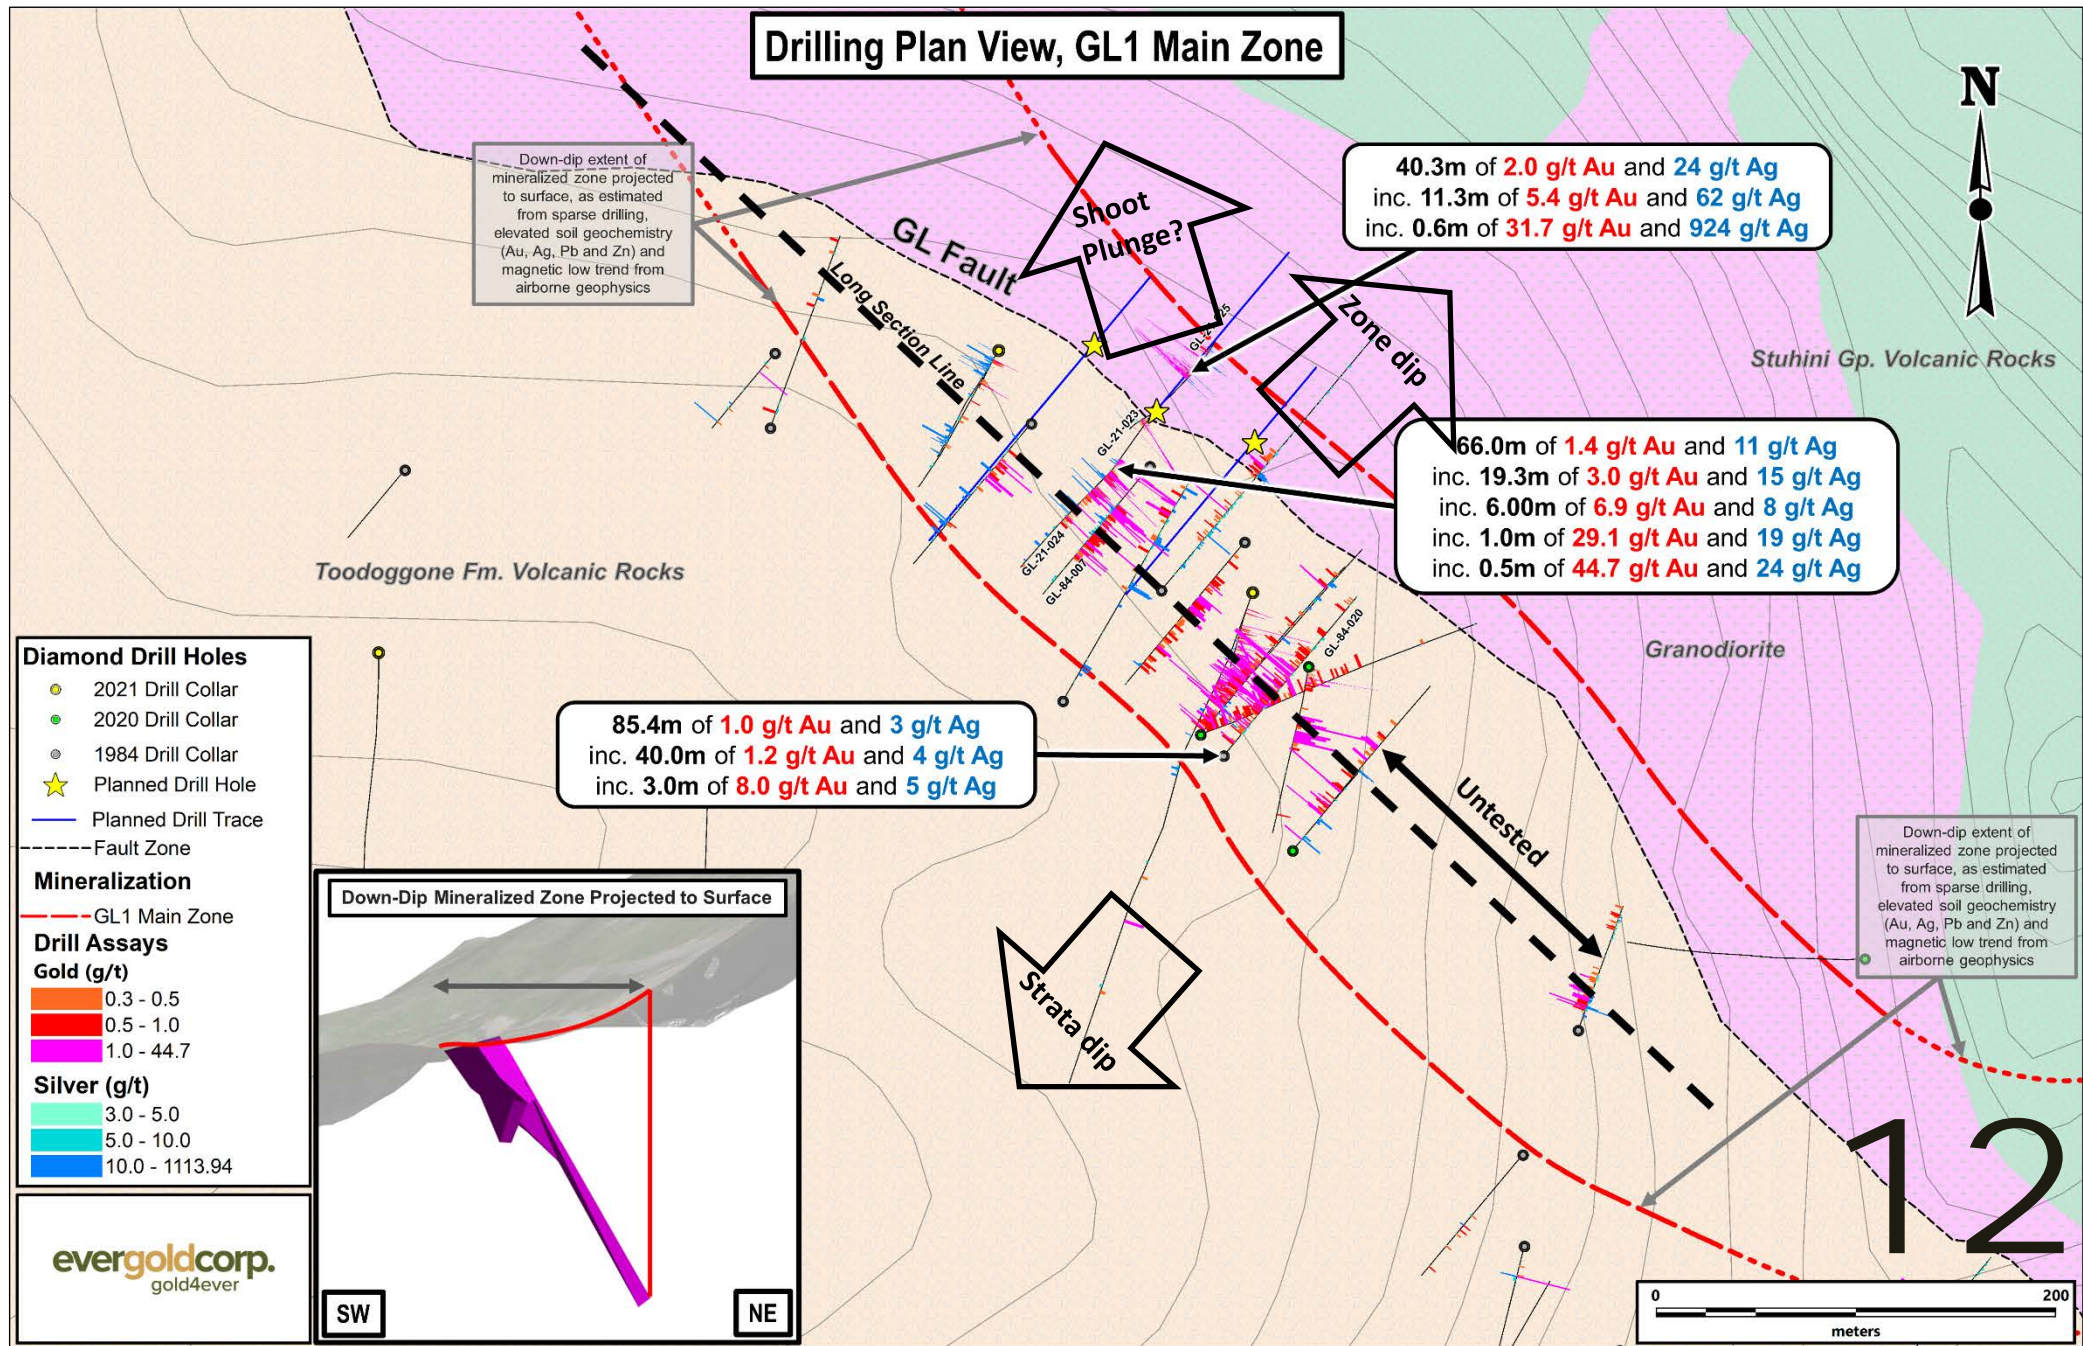 Drilling Plan View, GL1 Main Zone
N
Down-dip extent of
mineralized zone projected
to surface, as estimated
from sparse drilling,
elevated soil geochemistry
(Au, Ag, Pb and Zn) and
magnetic low trend from
airborne geophysics
GL Fault
Long Section Line
Shoot
Plunge?
Zone dip
40.3m of 2.0 g/t Au and 24 g/t Ag
inc. 11.3m of 5.4 g/t Au and 62 g/t Ag
inc. 0.6m of 31.7 g/t Au and 924 g/t Ag
Stuhini Gp. Volcanic Rocks
66.0m of 1.4 g/t Au and 11 g/t Ag
inc. 19.3m of 3.0 g/t Au and 15 g/t Ag
inc. 6.00m of 6.9 g/t Au and 8 g/t Ag
inc. 1.0m of 29.1 g/t Au and 19 g/t Ag
inc. 0.5m of 44.7 g/t Au and 24 g/t Ag
GL-21-023
GL-21-024
GL-84-007
GL-84-020
Toodoggone Fm. Volcanic Rocks
Granodiorite
85.4m of 1.0 g/t Au and 3 g/t Ag
inc. 40.0m of 1.2 g/t Au and 4 g/t Ag
inc. 3.0m of 8.0 g/t Au and 5 g/t Ag
Untested
Strata dip
Down-dip extent of
mineralized zone projected
to surface, as estimated
from sparse drilling,
elevated soil geochemistry
(Au, Ag, Pb and Zn) and
magnetic low trend from
airborne geophysics
Diamond Drill Holes
2021 Drill Collar
2020 Drill Collar
1984 Drill Collar
Planned Drill Hole
Planned Drill Trace
Fault Zone
Mineralization
GL1 Main Zone
Drill Assays
Gold (g/t)
0.3 - 0.5
0.5 - 1.0
1.0 - 44.7
Silver (g/t)
3.0 - 5.0
5.0 - 10.0
10.0 - 1113.94
evergoldcorp.
gold4ever
Down-Dip Mineralized Zone Projected to Surface
SW
NE
12
0 200
meters